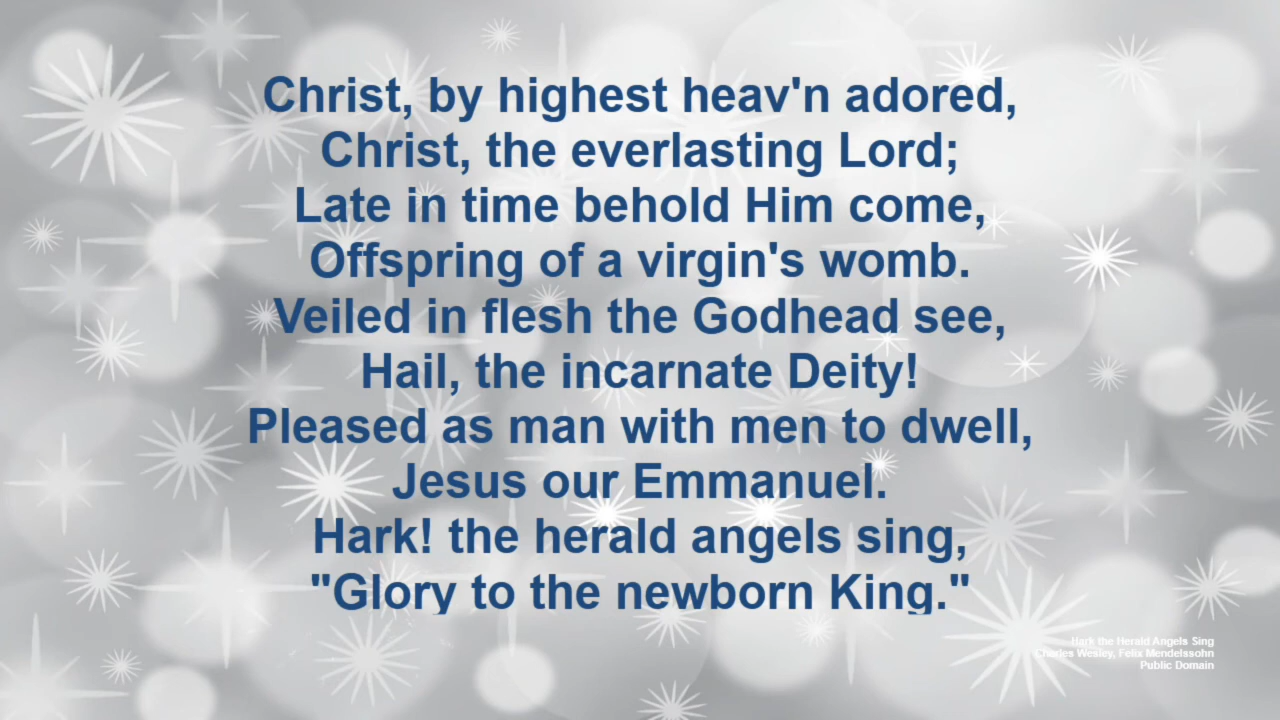 Christ, by highest heav'n adored,
Christ, the everlasting Lord;
Late in time behold Him come,
Offspring of a virgin's womb.
Veiled in flesh the Godhead see,
Hail, the incarnate Deity!
Pleased as man with men to dwell,
Jesus our Emmanuel.
Hark! the herald angels sing,
"Glory to the newborn King."
Hark the Herald Angels Sing
Charles Wesley, Felix Mendelssohn
Public Domain